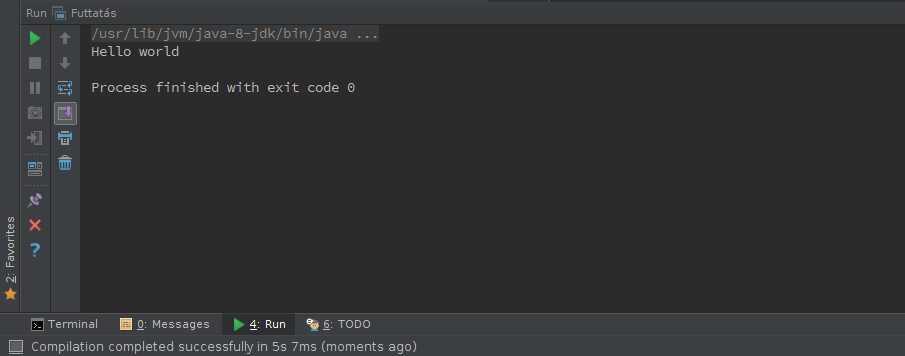 Run Futtatás
/usr/lib/jvm/java-8-jdk/bin/java ...
Hello world
Process finished with exit code 0
2: Favorites
Terminal 0: Messages 4: Run 6: TODO
Compilation completed successfully in 5s 7ms (moments ago)